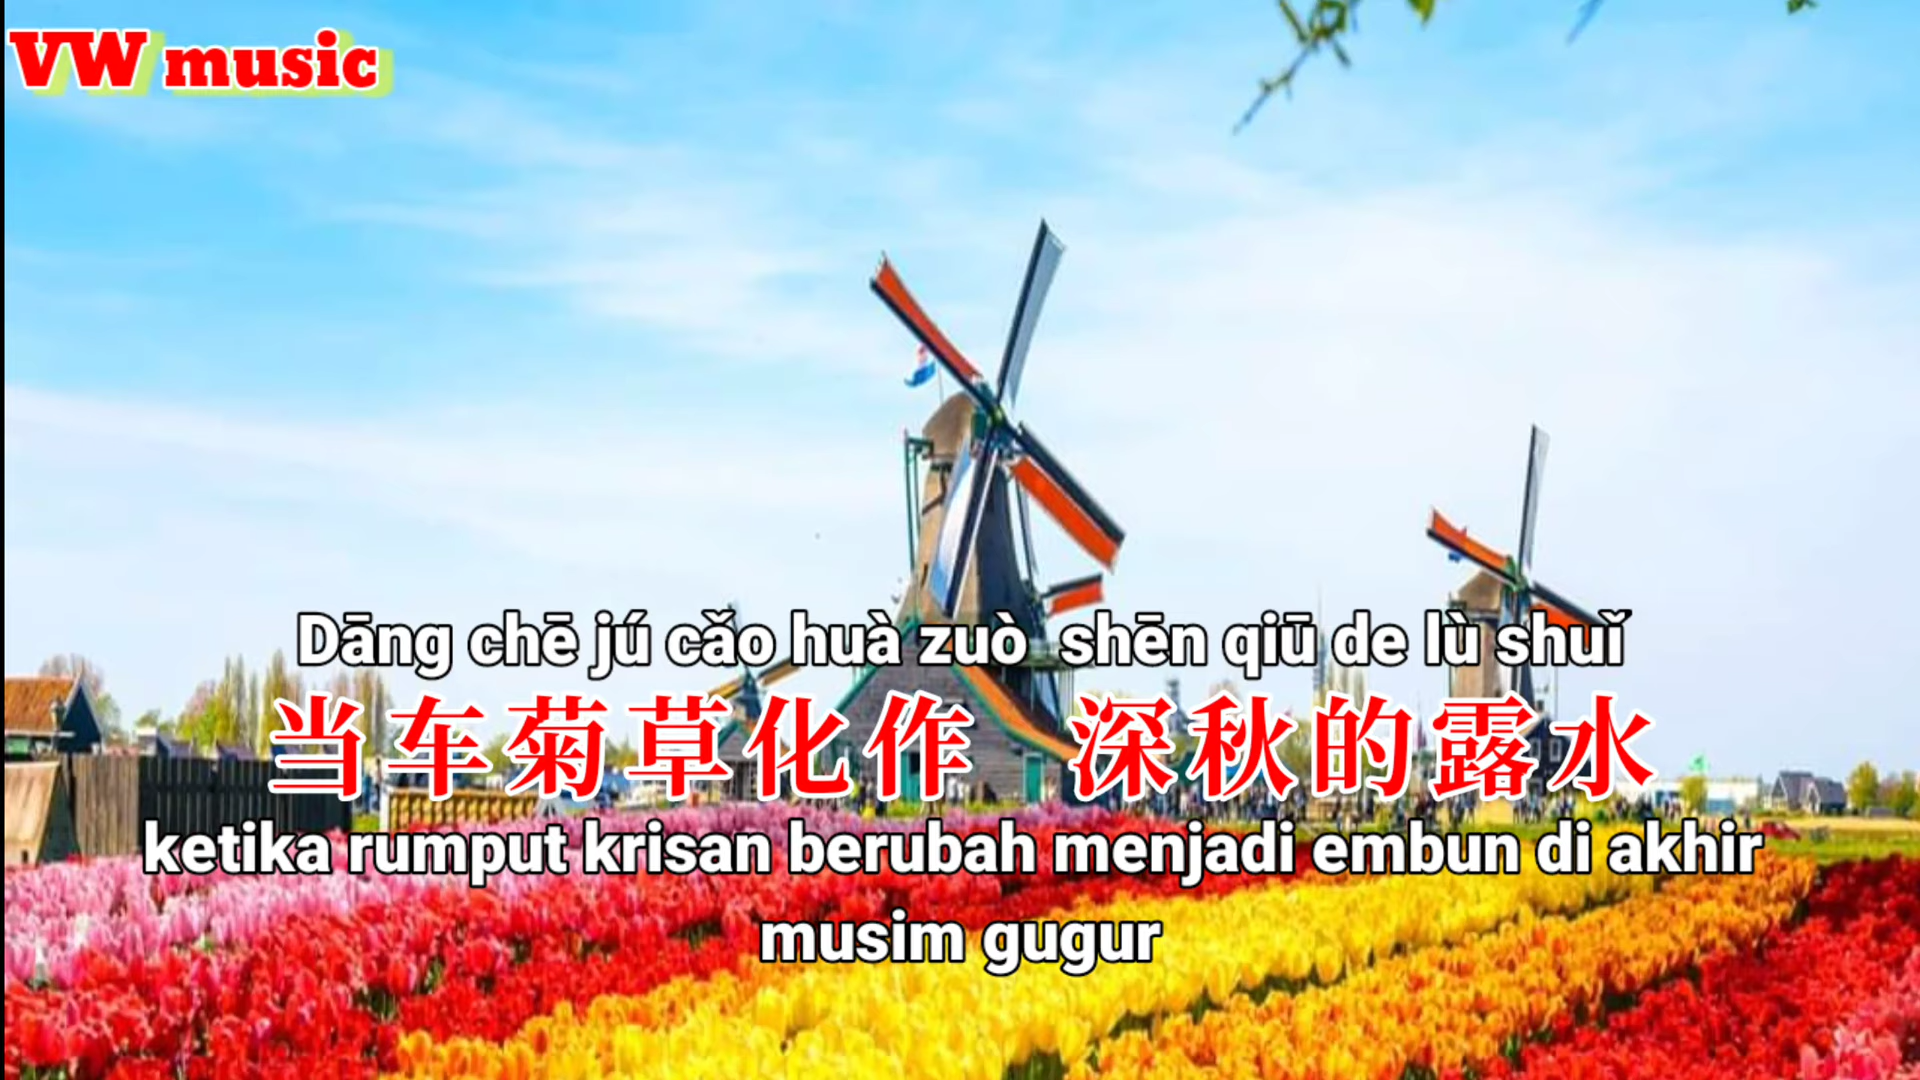 VW music
Dāng chē jú cǎo huà zuò shēn qiū de lù shuǐ
当车菊草化作 深秋的露水
ketika rumput krisan berubah menjadi embun di akhir
musim gugur